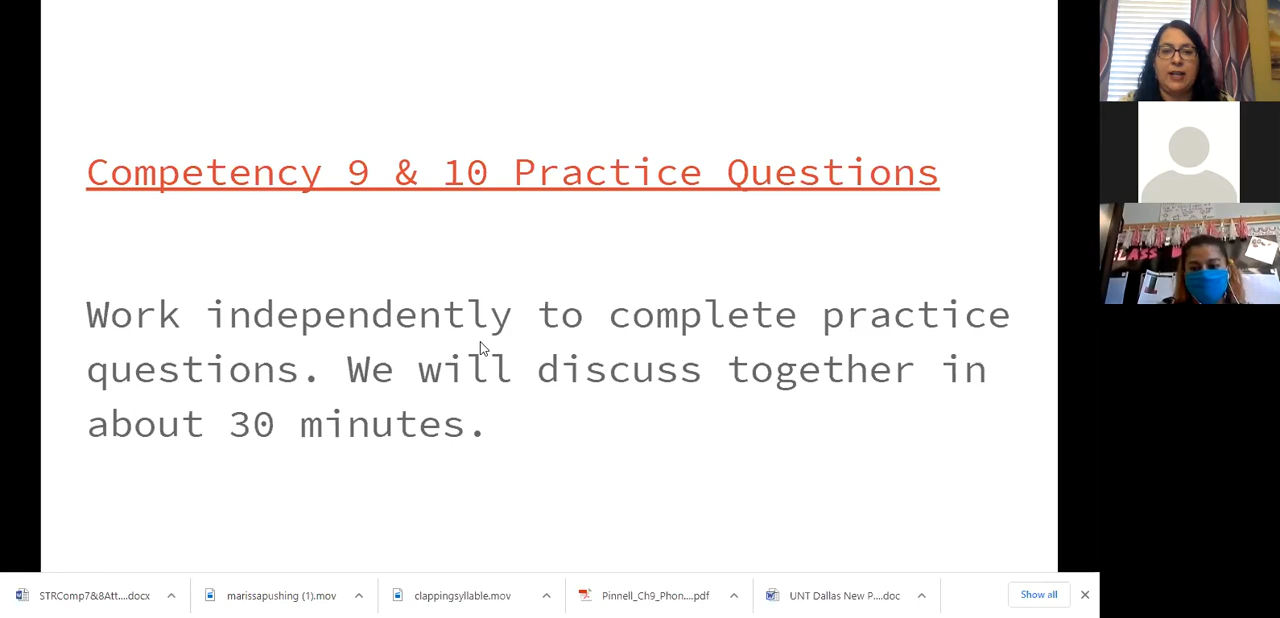 Competency 9 & 10 Practice Questions
Work independently to complete practice
questions. We will discuss together in
about 30 minutes.
STRComp7&8Att....docx
marissapushing (1).mov
clappingsyllable.mov
Pinnell_Ch9_Phon....pdf
UNT Dallas New P....doc
Show all